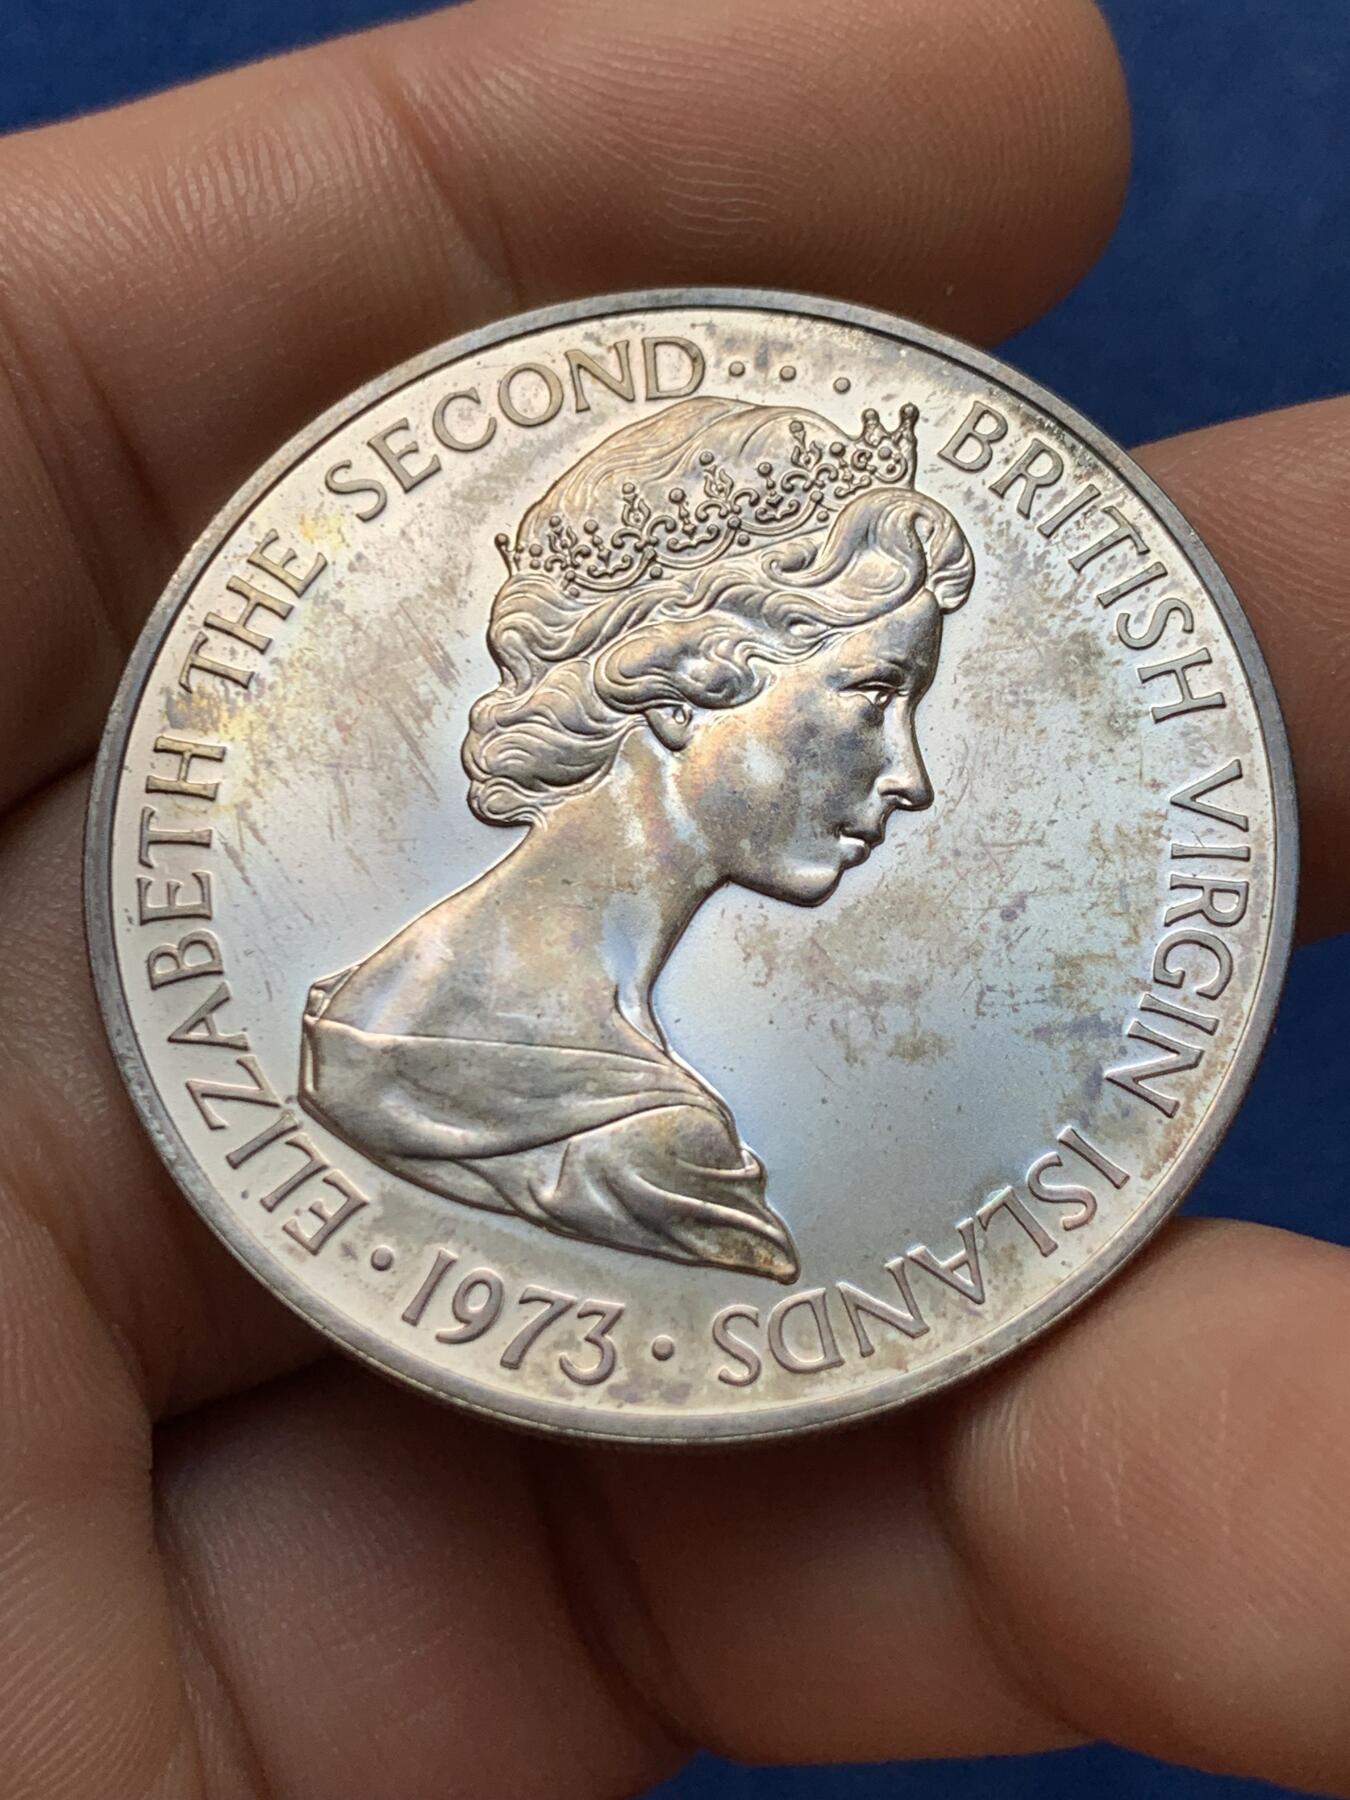 ELIZABETH THE SECOND... BRITISH VIRGIN ISLANDS
· 1973 ·